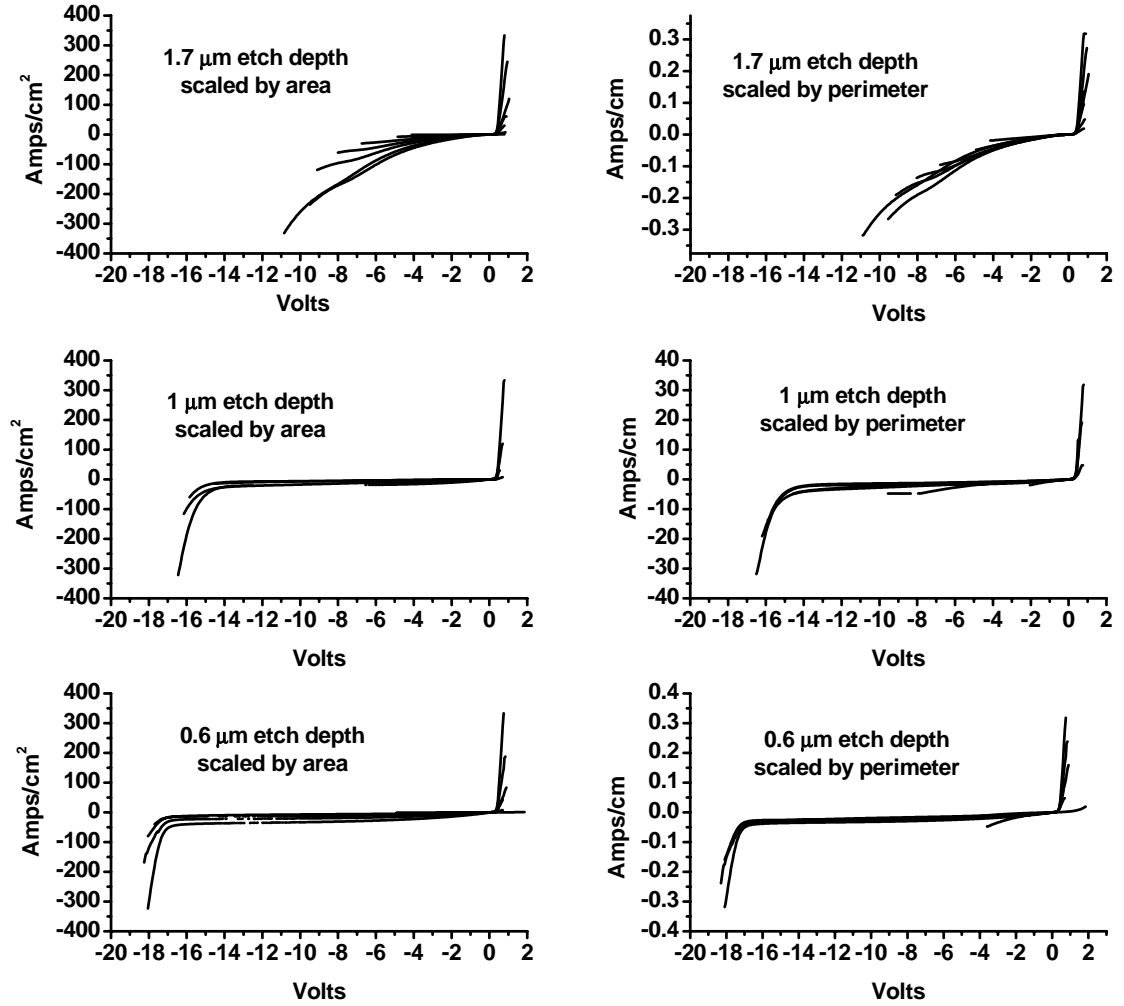 400
300
200
100
0
-100
-200
-300
-400
Amps/cm²
1.7 μm etch depth
scaled by area
-20 -18 -16 -14 -12 -10 -8 -6 -4 -2 0 2
Volts
0.3
0.2
0.1
0.0
-0.1
-0.2
-0.3
Amps/cm
1.7 μm etch depth
scaled by perimeter
-20 -18 -16 -14 -12 -10 -8 -6 -4 -2 0 2
Volts
400
300
200
100
0
-100
-200
-300
-400
Amps/cm²
1 μm etch depth
scaled by area
-20 -18 -16 -14 -12 -10 -8 -6 -4 -2 0 2
Volts
40
30
20
10
0
-10
-20
-30
40
Amps/cm
1 μm etch depth
scaled by perimeter
-20 -18 -16 -14 -12 -10 -8 -6 -4 -2 0 2
Volts
400
300
200
100
0
-100
-200
-300
-400
Amps/cm²
0.6 μm etch depth
scaled by area
-20 -18 -16 -14 -12 -10 -8 -6 -4 -2 0 2
Volts
0.4
0.3
0.2
0.1
0.0
-0.1
-0.2
-0.3
-0.4
Amps/cm
0.6 μm etch depth
scaled by perimeter
-20 -18 -16 -14 -12 -10 -8 -6 -4 -2 0 2
Volts